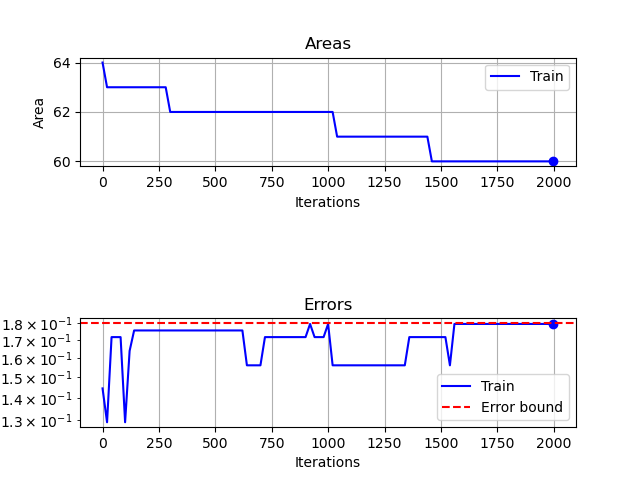 Areas
64
62
60
Area
Train
0 250 500 750 1000 1250 1500 1750 2000
Iterations
Errors
1.8 × 10⁻¹
1.7 × 10⁻¹
1.6 × 10⁻¹
1.5 × 10⁻¹
1.4 × 10⁻¹
1.3 × 10⁻¹
Train
Error bound
0 250 500 750 1000 1250 1500 1750 2000
Iterations